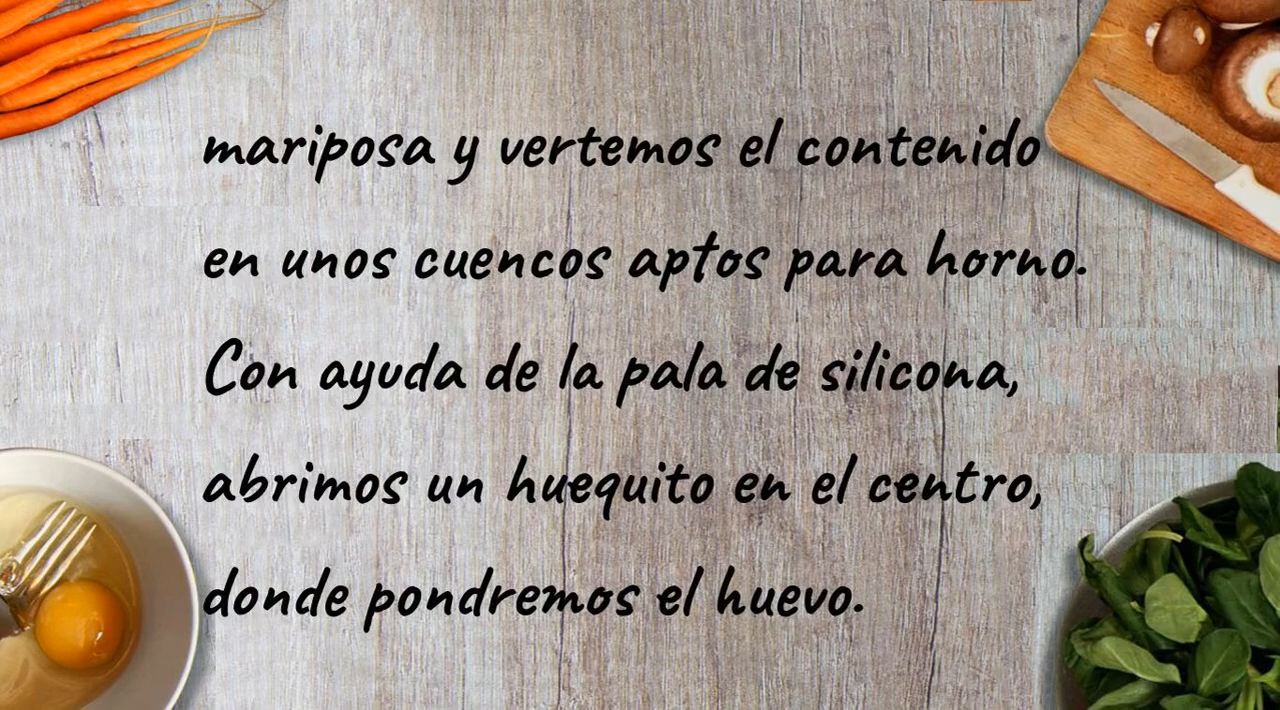 mariposa y vertemos el contenido
en unos cuencos aptos para horno.
Con ayuda de la pala de silicona,
abrimos un huequito en el centro,
donde pondremos el huevo.